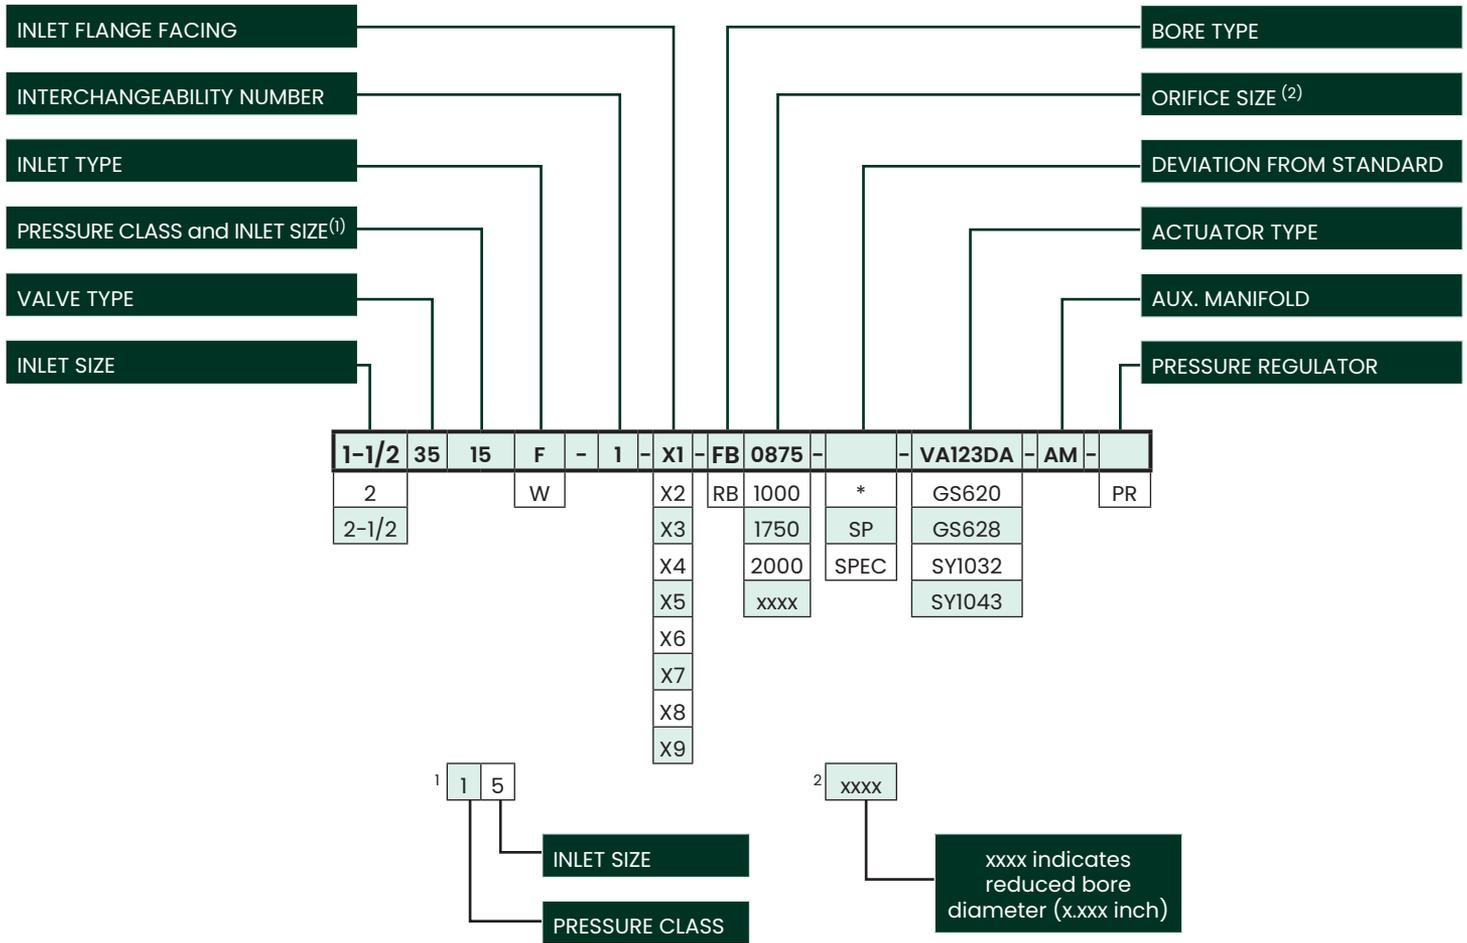 INLET FLANGE FACING
BORE TYPE
INTERCHANGEABILITY NUMBER
ORIFICE SIZE (2)
INLET TYPE
DEVIATION FROM STANDARD
PRESSURE CLASS and INLET SIZE(1)
ACTUATOR TYPE
VALVE TYPE
AUX. MANIFOLD
INLET SIZE
PRESSURE REGULATOR
1-1/2 35 15 F - 1 - X1 - FB 0875 - - VA123DA - AM -
2 W X2 RB 1000 * GS620 PR
2-1/2 X3 1750 SP GS628
X4 2000 SPEC SY1032
X5 xxxx SY1043
X6
X7
X8
X9
1 1 5
2 xxxx
INLET SIZE
PRESSURE CLASS
xxxx indicates
reduced bore
diameter (x.xxx inch)